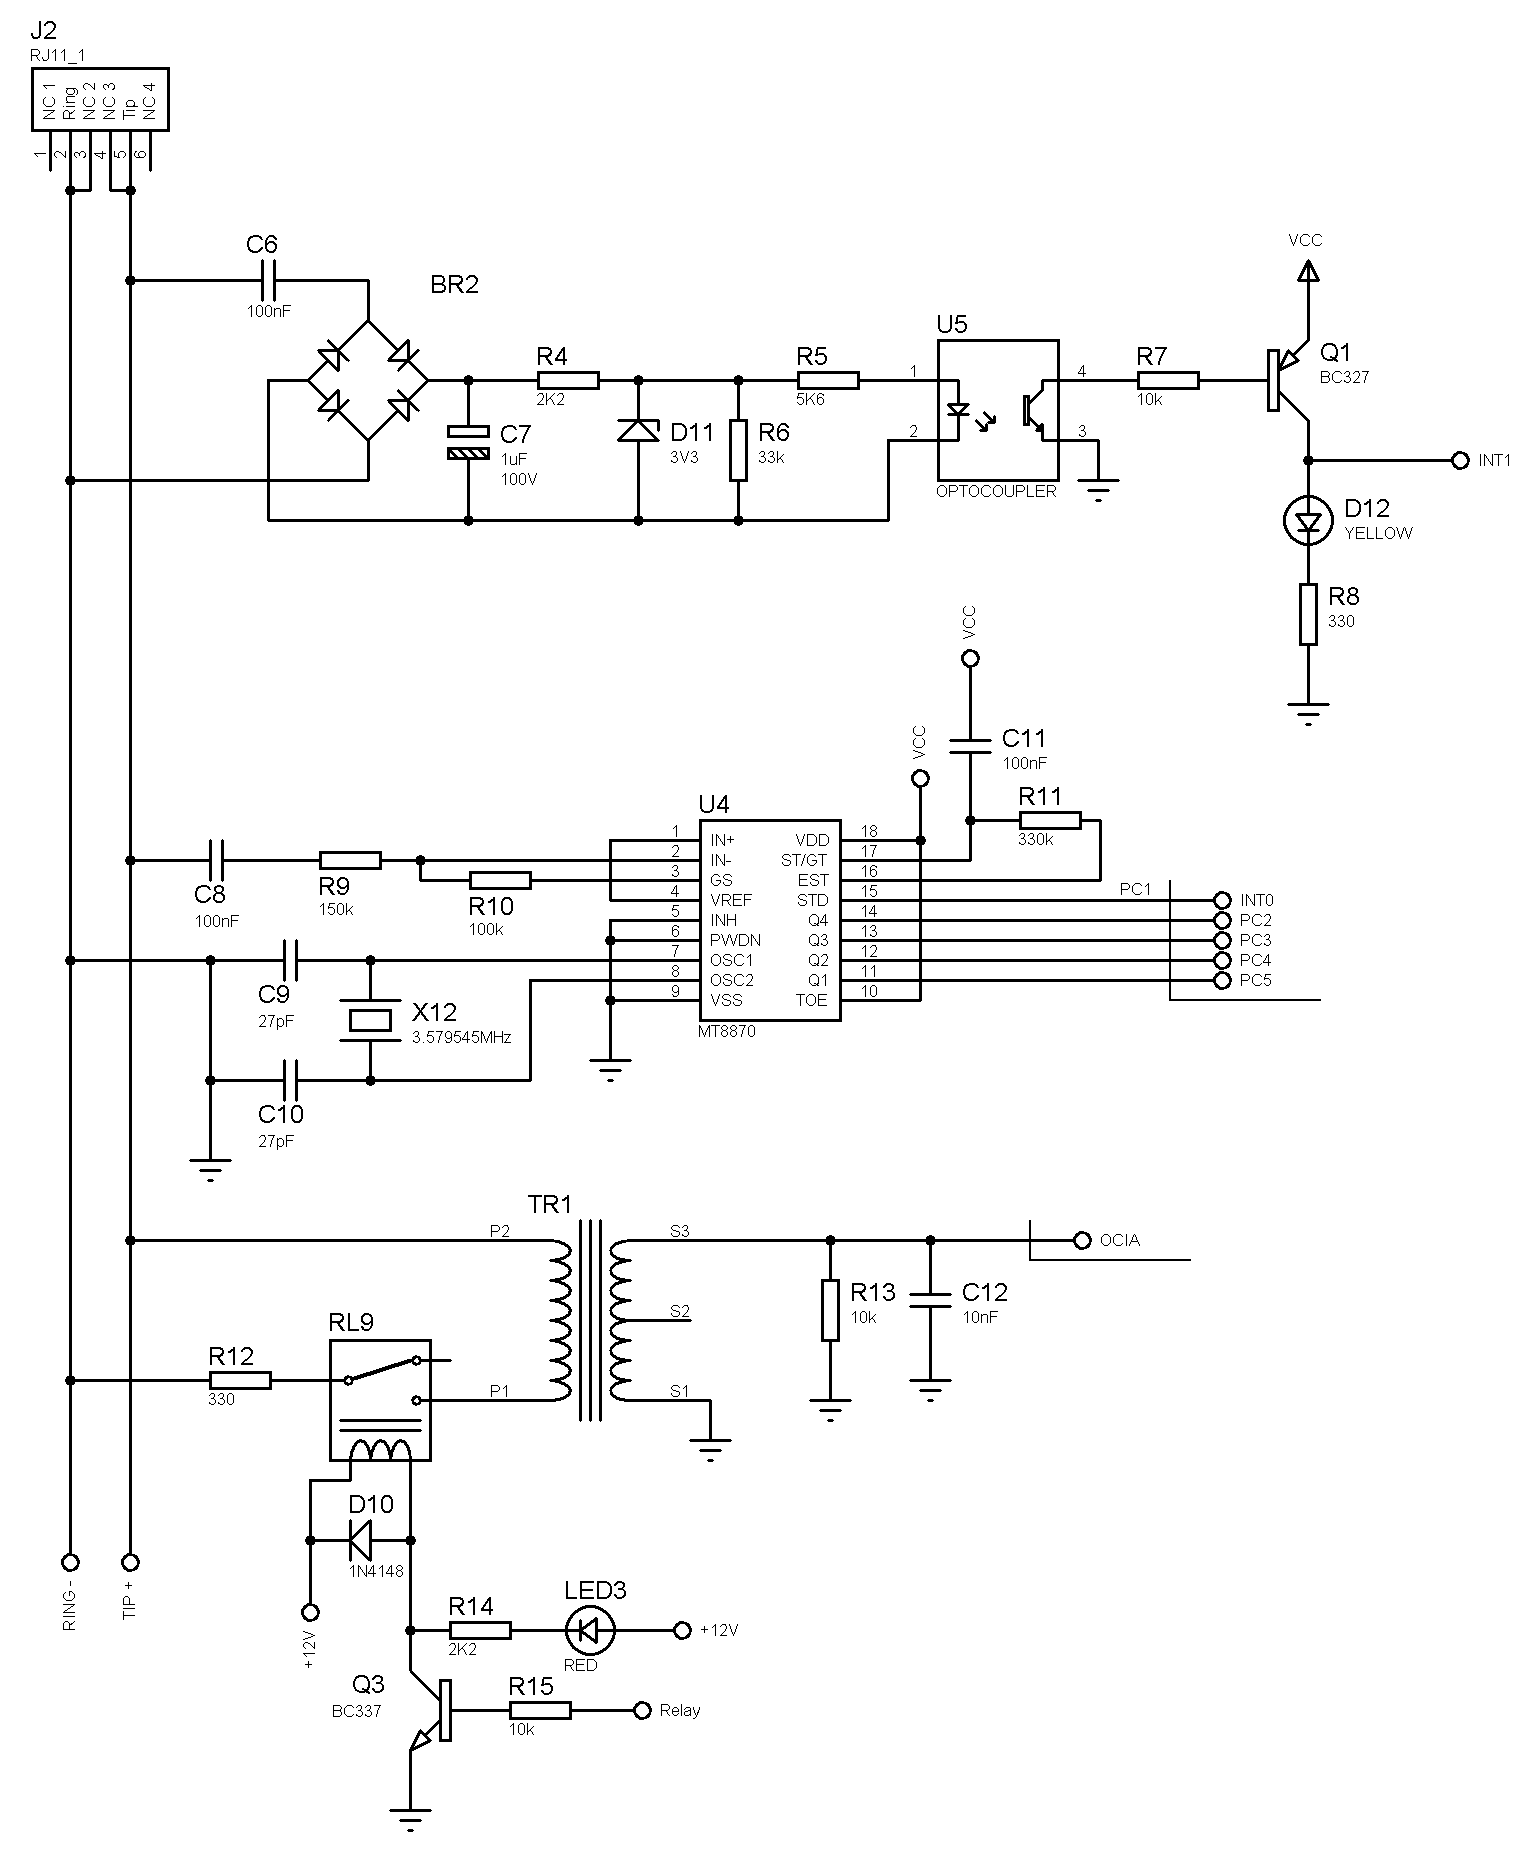 J2
RJ11_1
NC 1
Ring
NC 2
NC 3
Tip
NC 4
1
2
3
4
5
6
C6
100nF
BR2
R4
2K2
C7
1uF
100V
D11
3V3
R6
33k
R5
5K6
U5
1
2
4
3
OPTOCOUPLER
R7
10k
VCC
Q1
BC327
INT1
D12
YELLOW
R8
330
VCC
C11
100nF
VCC
R11
330k
U4
1 IN+ VDD 18
2 IN- ST/GT 17
3 GS EST 16
4 VREF STD 15
5 INH Q4 14
6 PWDN Q3 13
7 OSC1 Q2 12
8 OSC2 Q1 11
9 VSS TOE 10
MT8870
PC1
INT0
PC2
PC3
PC4
PC5
C8
100nF
R9
150k
R10
100k
C9
27pF
X12
3.579545MHz
C10
27pF
TR1
P2
S3
S2
P1
S1
OCIA
R13
10k
C12
10nF
RL9
R12
330
D10
1N4148
+12V
RING -
TIP +
R14
2K2
LED3
RED
+12V
Q3
BC337
R15
10k
Relay